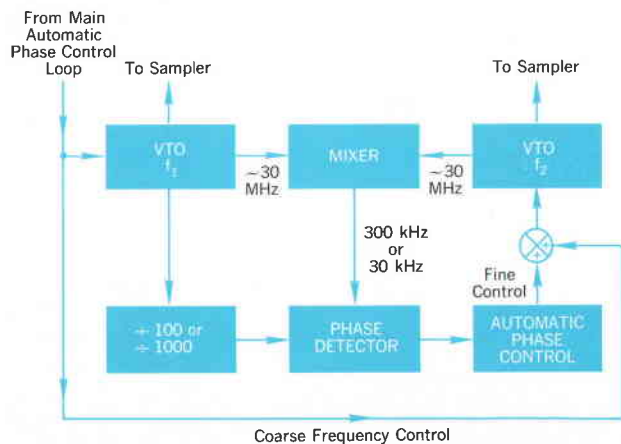 From Main
Automatic
Phase Control
Loop
To Sampler
To Sampler
VTO
f₁
~30
MHz
MIXER
~30
MHz
VTO
f₂
300 kHz
or
30 kHz
+
+
Fine
Control
÷ 100 or
÷ 1000
PHASE
DETECTOR
AUTOMATIC
PHASE
CONTROL
Coarse Frequency Control